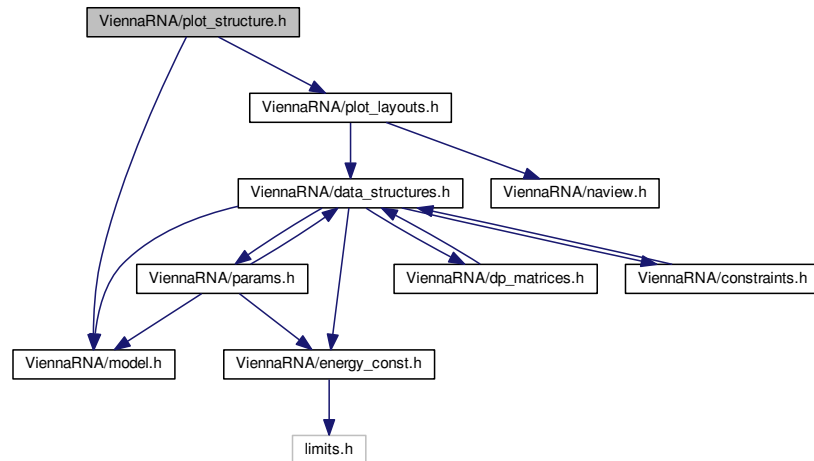 ViennaRNA/plot_structure.h
ViennaRNA/plot_layouts.h
ViennaRNA/data_structures.h
ViennaRNA/naview.h
ViennaRNA/params.h
ViennaRNA/dp_matrices.h
ViennaRNA/constraints.h
ViennaRNA/model.h
ViennaRNA/energy_const.h
limits.h